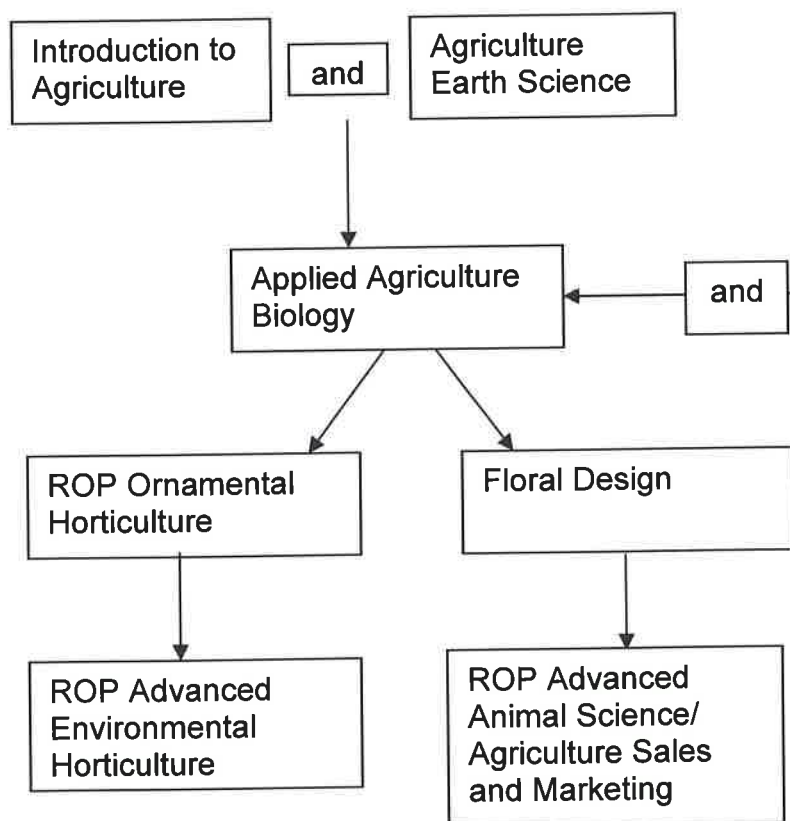 Introduction to
Agriculture
and
Agriculture
Earth Science
Applied Agriculture
Biology
and
ROP Ornamental
Horticulture
Floral Design
ROP Advanced
Environmental
Horticulture
ROP Advanced
Animal Science/
Agriculture Sales
and Marketing